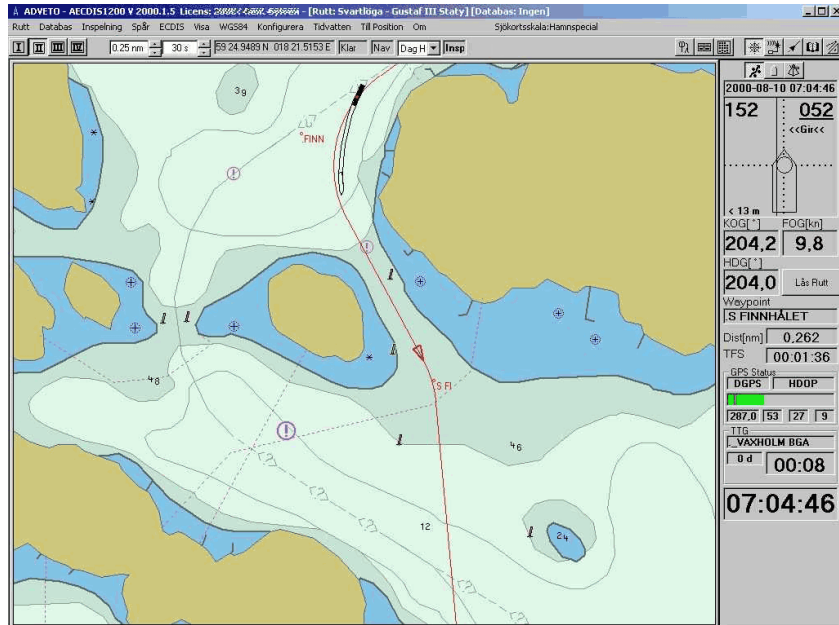 ADVETO - AECDIS1200 V 2000.1.5 Licens: - [Rutt: Svartlöga - Gustaf III Staty] [Databas: Ingen]
Rutt Databas Inspelning Spår ECDIS Visa WGS84 Konfigurera Tidvatten Till Position Om Sjökortsskala:Hamnspecial
I II III IV 0.25 nm 30 s 59 24.9489 N 018 21.5153 E Klar Nav Dag H Insp
2000-08-10 07:04:46
152 052
<<Gir<<
< 13 m
KOG[°] FOG[kn]
204,2 9,8
HDG[°]
204,0 Lås Rutt
Waypoint
S FINNHÅLET
Dist[nm] 0,262
TFS 00:01:36
GPS Status
DGPS HDOP
287,0 53 27 9
TTG
._VAXHOLM BGA
0 d 00:08
07:04:46
39
FINN
48
S FI
46
12
24